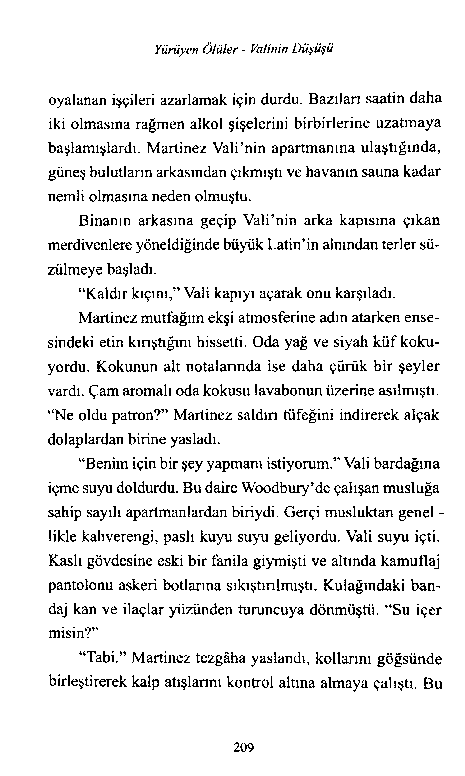 Yürüyen Ölüler - Valinin Düşüşü
oyalanan işçileri azarlamak için durdu. Bazıları saatin daha
iki olmasına rağmen alkol şişelerini birbirlerine uzatmaya
başlamışlardı. Martinez Vali'nin apartmanına ulaştığında,
güneş bulutların arkasından çıkmıştı ve havanın sauna kadar
nemli olmasına neden olmuştu.
Binanın arkasına geçip Vali'nin arka kapısına çıkan
merdivenlere yöneldiğinde büyük Latin'in alnından terler sü-
zülmeye başladı.
“Kaldır kıçını,” Vali kapıyı açarak onu karşıladı.
Martinez mutfağın ekşi atmosferine adım atarken ense-
sindeki etin kırıştığını hissetti. Oda yağ ve siyah küf koku-
yordu. Kokunun alt notalarında ise daha çürük bir şeyler
vardı. Çam aromalı oda kokusu lavabonun üzerine asılmıştı.
“Ne oldu patron?” Martinez saldırı tüfeğini indirerek alçak
dolaplardan birine yasladı.
“Benim için bir şey yapmanı istiyorum.” Vali bardağına
içme suyu doldurdu. Bu daire Woodbury'de çalışan musluğa
sahip sayılı apartmanlardan biriydi. Gerçi musluktan genel -
likle kahverengi, paslı kuyu suyu geliyordu. Vali suyu içti.
Kaslı gövdesine eski bir fanila giymişti ve altında kamuflaj
pantolonu askeri botlarına sıkıştırılmıştı. Kulağındaki ban-
daj kan ve ilaçlar yüzünden turuncuya dönmüştü. “Su içer
misin?”
“Tabi.” Martinez tezgâha yaslandı, kollarını göğsünde
birleştirerek kalp atışlarını kontrol altına almaya çalıştı. Bu
209